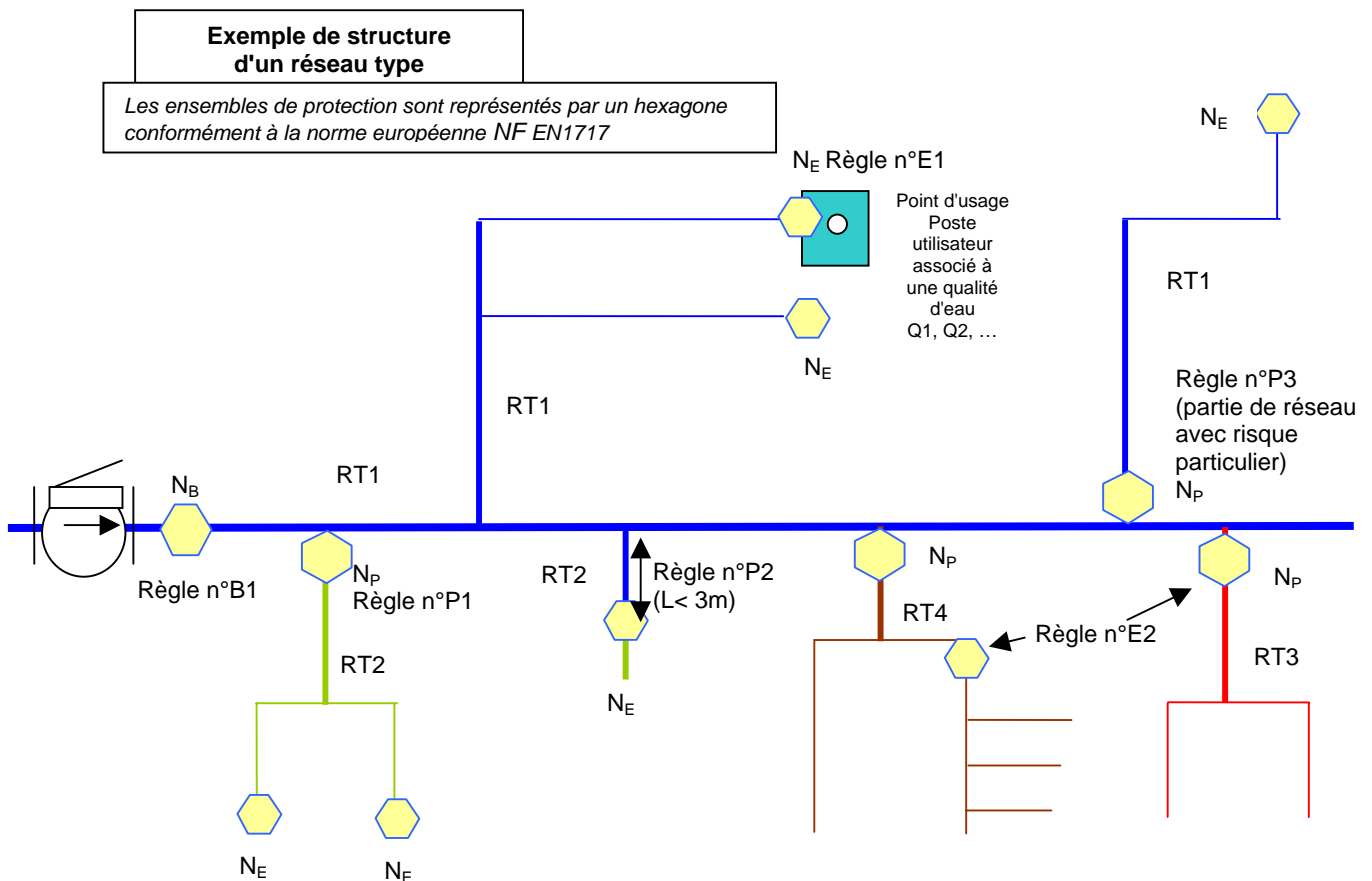 Exemple de structure
d'un réseau type
Les ensembles de protection sont représentés par un hexagone
conformément à la norme européenne NF EN1717
NE
NE Règle n°E1
Point d'usage
Poste
utilisateur
associé à
une qualité
d'eau
Q1, Q2, …
NE
RT1
RT1
Règle n°P3
(partie de réseau
avec risque
particulier)
NP
NB
RT1
Règle n°B1
NP
Règle n°P1
RT2
Règle n°P2
(L< 3m)
NP
RT4
NP
Règle n°E2
RT2
NE
RT3
NE
NE